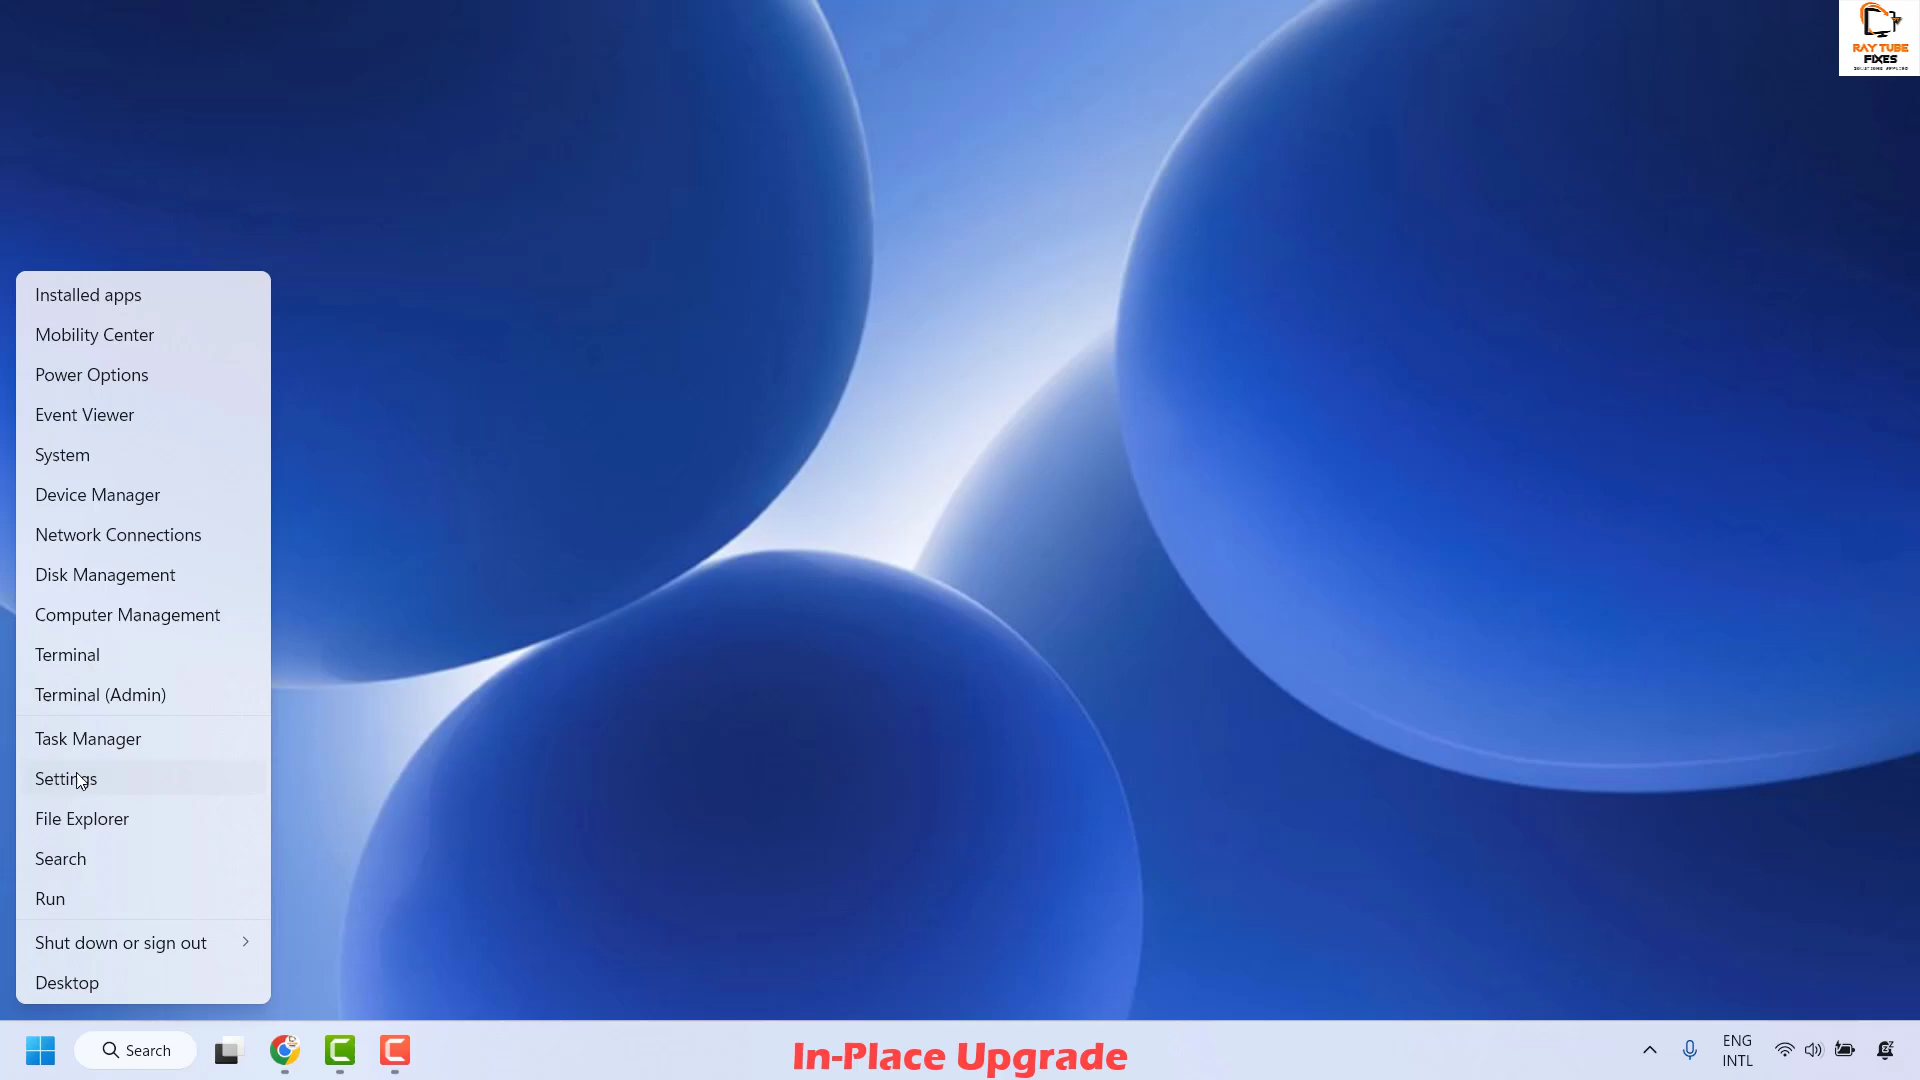 RAY TUBE
FIXES
Installed apps
Mobility Center
Power Options
Event Viewer
System
Device Manager
Network Connections
Disk Management
Computer Management
Terminal
Terminal (Admin)
Task Manager
Settings
File Explorer
Search
Run
Shut down or sign out
Desktop
Search
In-Place Upgrade
ENG
INTL